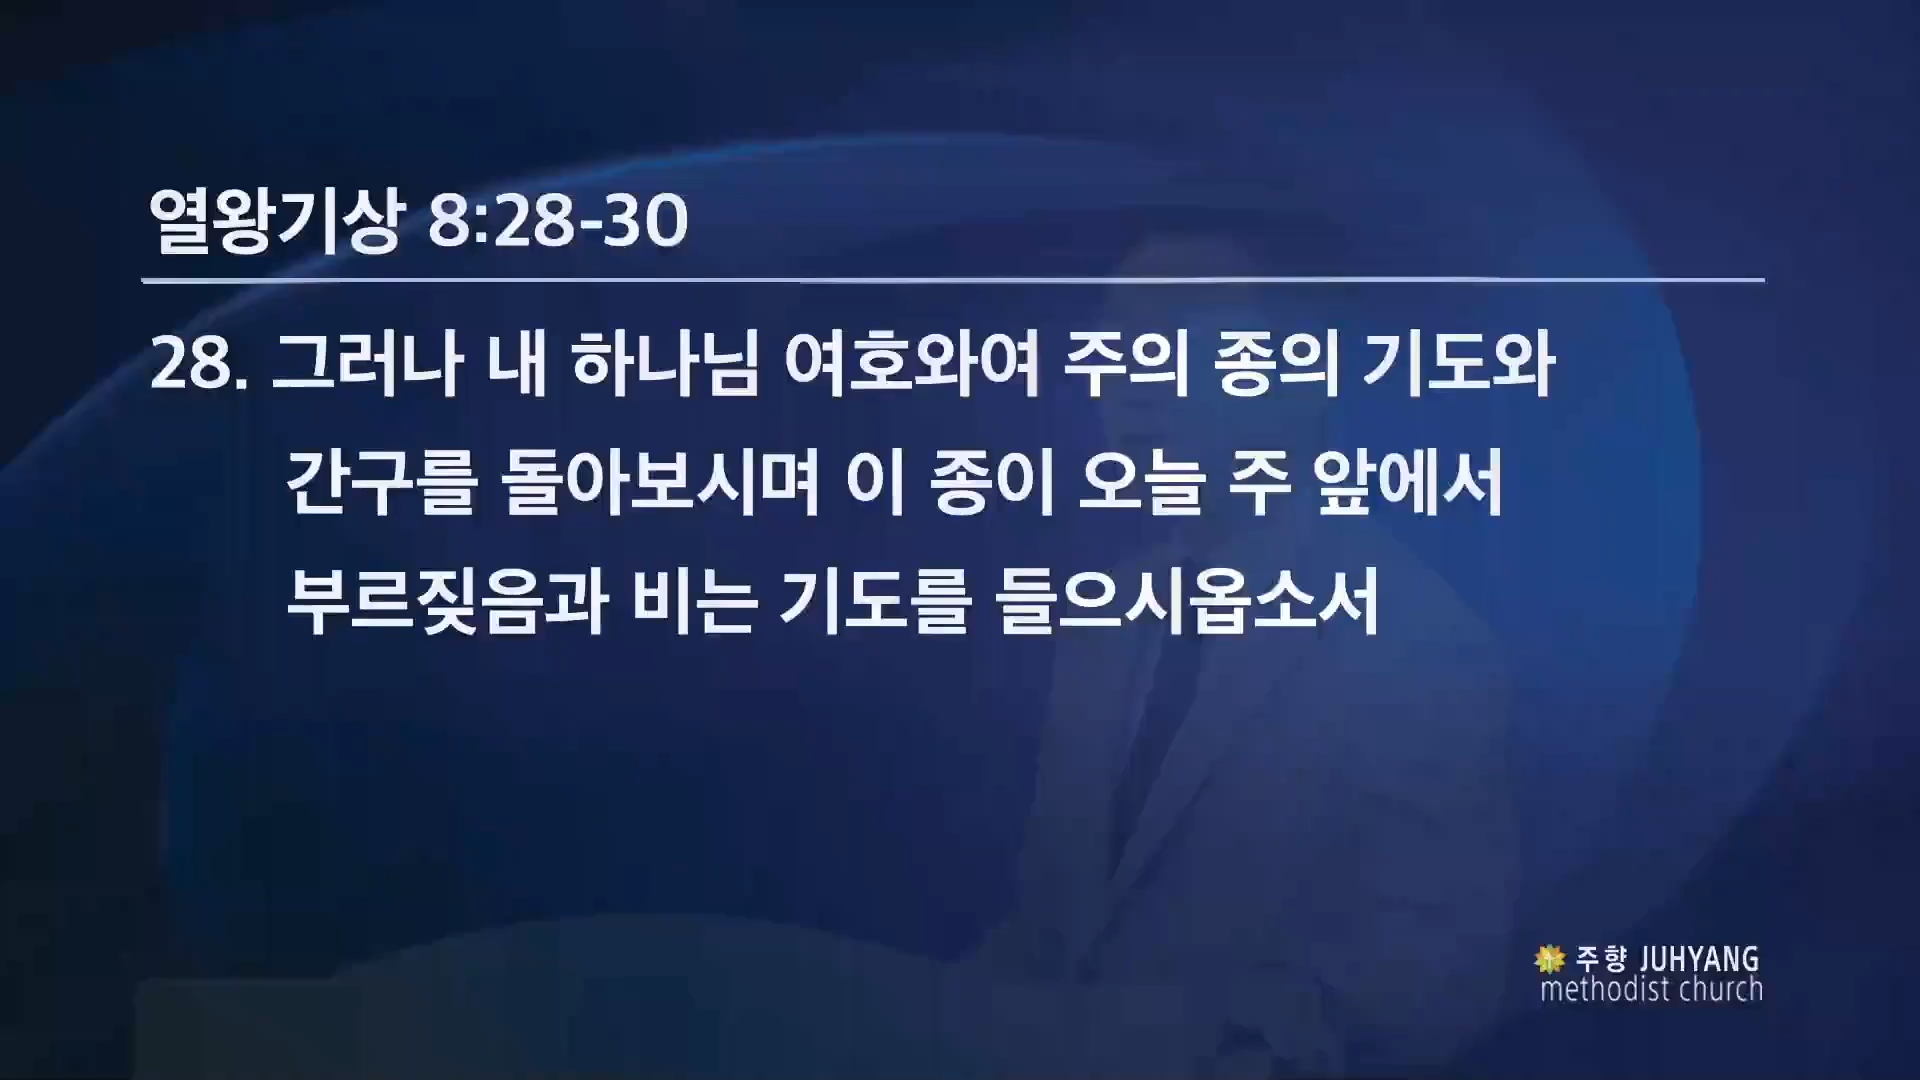 열왕기상 8:28-30
28. 그러나 내 하나님 여호와여 주의 종의 기도와
간구를 돌아보시며 이 종이 오늘 주 앞에서
부르짖음과 비는 기도를 들으시옵소서
주향 JUHYANG
methodist church